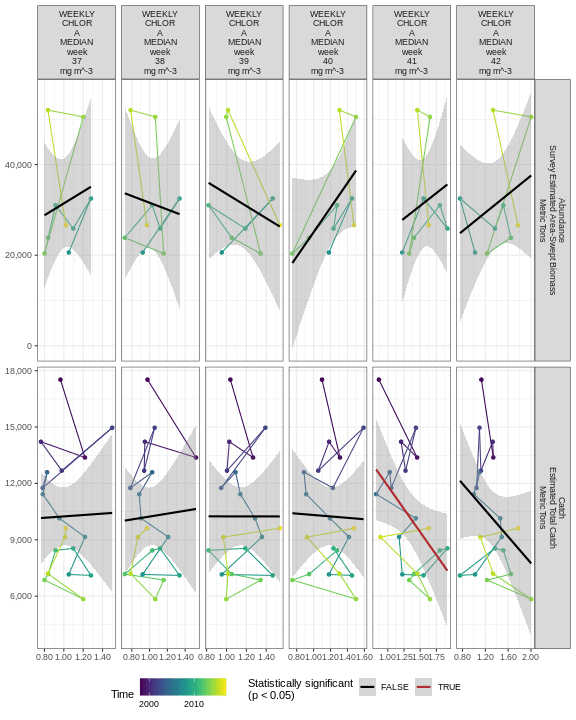 WEEKLY
CHLOR
A
MEDIAN
week
37
mg m^-3
WEEKLY
CHLOR
A
MEDIAN
week
38
mg m^-3
WEEKLY
CHLOR
A
MEDIAN
week
39
mg m^-3
WEEKLY
CHLOR
A
MEDIAN
week
40
mg m^-3
WEEKLY
CHLOR
A
MEDIAN
week
41
mg m^-3
WEEKLY
CHLOR
A
MEDIAN
week
42
mg m^-3
40,000
20,000
0
Abundance
Survey Estimated Area-Swept Biomass
Metric Tons
18,000
15,000
12,000
9,000
6,000
Catch
Estimated Total Catch
Metric Tons
0.80 1.00 1.20 1.40
0.80 1.00 1.20 1.40
0.80 1.00 1.20 1.40
0.80 1.00 1.20 1.40 1.60
1.00 1.25 1.50 1.75
0.80 1.20 1.60 2.00
Time
2000 2010
Statistically significant
(p < 0.05)
FALSE
TRUE